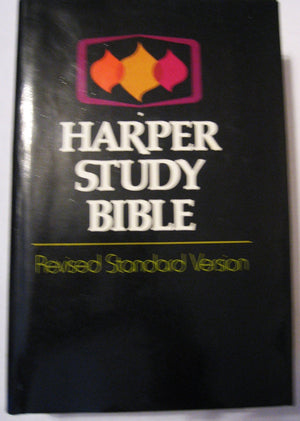 HARPER
STUDY
BIBLE
Revised Standard Version